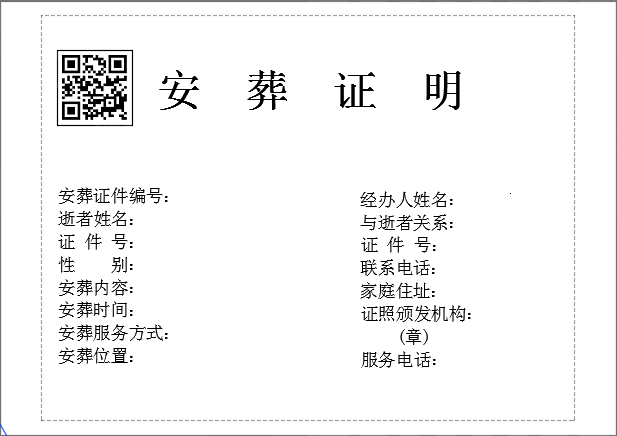 安 葬 证 明
安葬证件编号：
逝者姓名：
证 件 号：
性 别：
安葬内容：
安葬时间：
安葬服务方式：
安葬位置：
经办人姓名：
与逝者关系：
证 件 号：
联系电话：
家庭住址：
证照颁发机构：
（章）
服务电话：